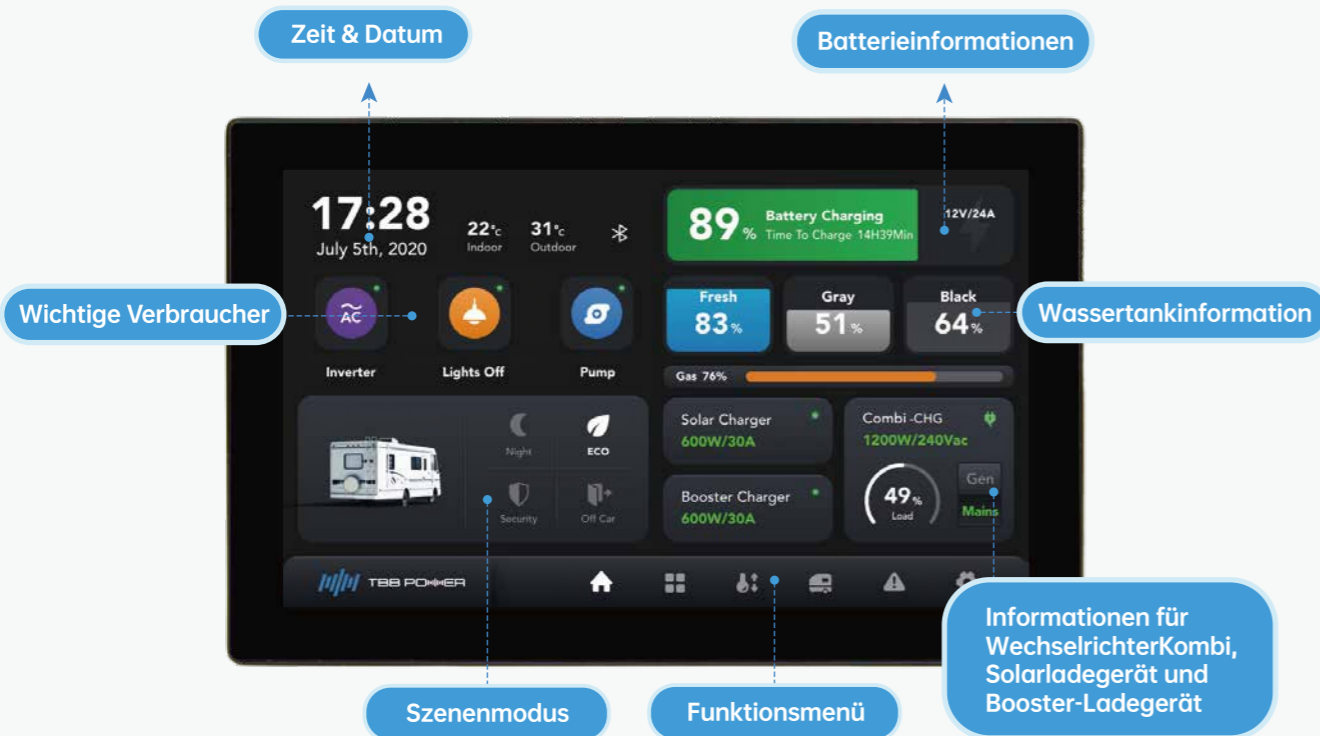 Zeit & Datum
Batterieinformationen
17:28
July 5th, 2020
22°c
Indoor
31°c
Outdoor
89%
Battery Charging
Time To Charge 14H39Min
12V/24A
Wichtige Verbraucher
AC
Inverter
Lights Off
Pump
Fresh
83%
Gray
51%
Black
64%
Wassertankinformation
Gas 76%
Night
ECO
Security
Off Car
Solar Charger
600W/30A
Booster Charger
600W/30A
Combi-CHG
1200W/240Vac
49%
Load
Gen
Mains
TBB POWER
Szenenmodus
Funktionsmenü
Informationen für
WechselrichterKombi,
Solarladegerät und
Booster-Ladegerät